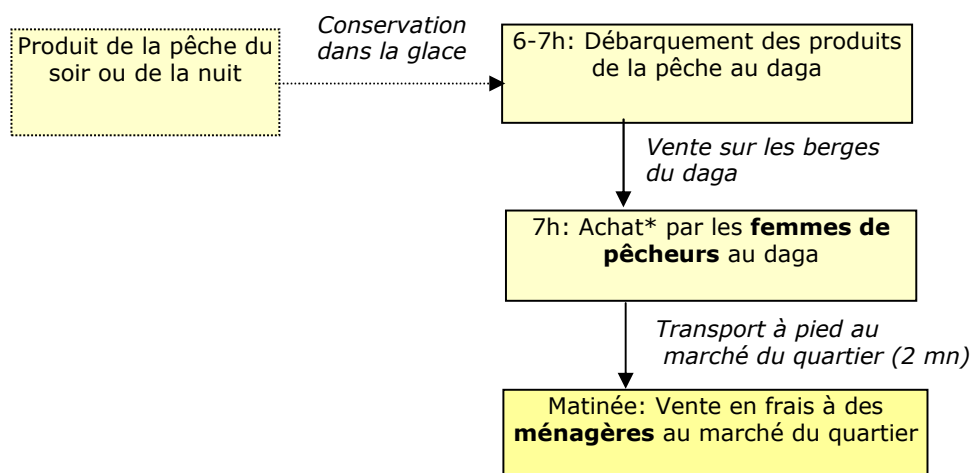 Produit de la pêche du
soir ou de la nuit
Conservation
dans la glace
6-7h: Débarquement des produits
de la pêche au daga
Vente sur les berges
du daga
7h: Achat* par les femmes de
pêcheurs au daga
Transport à pied au
marché du quartier (2 mn)
Matinée: Vente en frais à des
ménagères au marché du quartier